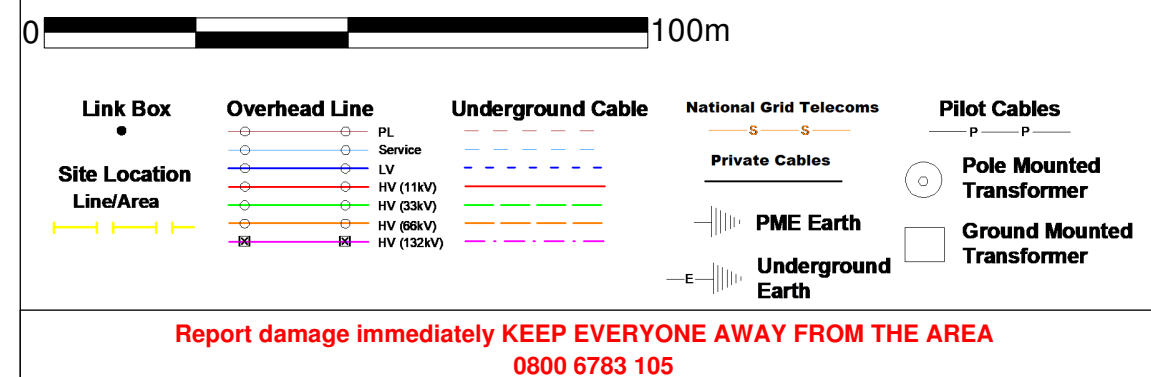 0 100m
Link Box
Site Location
Line/Area
Overhead Line
PL
Service
LV
HV (11kV)
HV (33kV)
HV (66kV)
HV (132kV)
Underground Cable
National Grid Telecoms
S S
Private Cables
PME Earth
E
Underground
Earth
Pilot Cables
P P
Pole Mounted
Transformer
Ground Mounted
Transformer
Report damage immediately KEEP EVERYONE AWAY FROM THE AREA
0800 6783 105